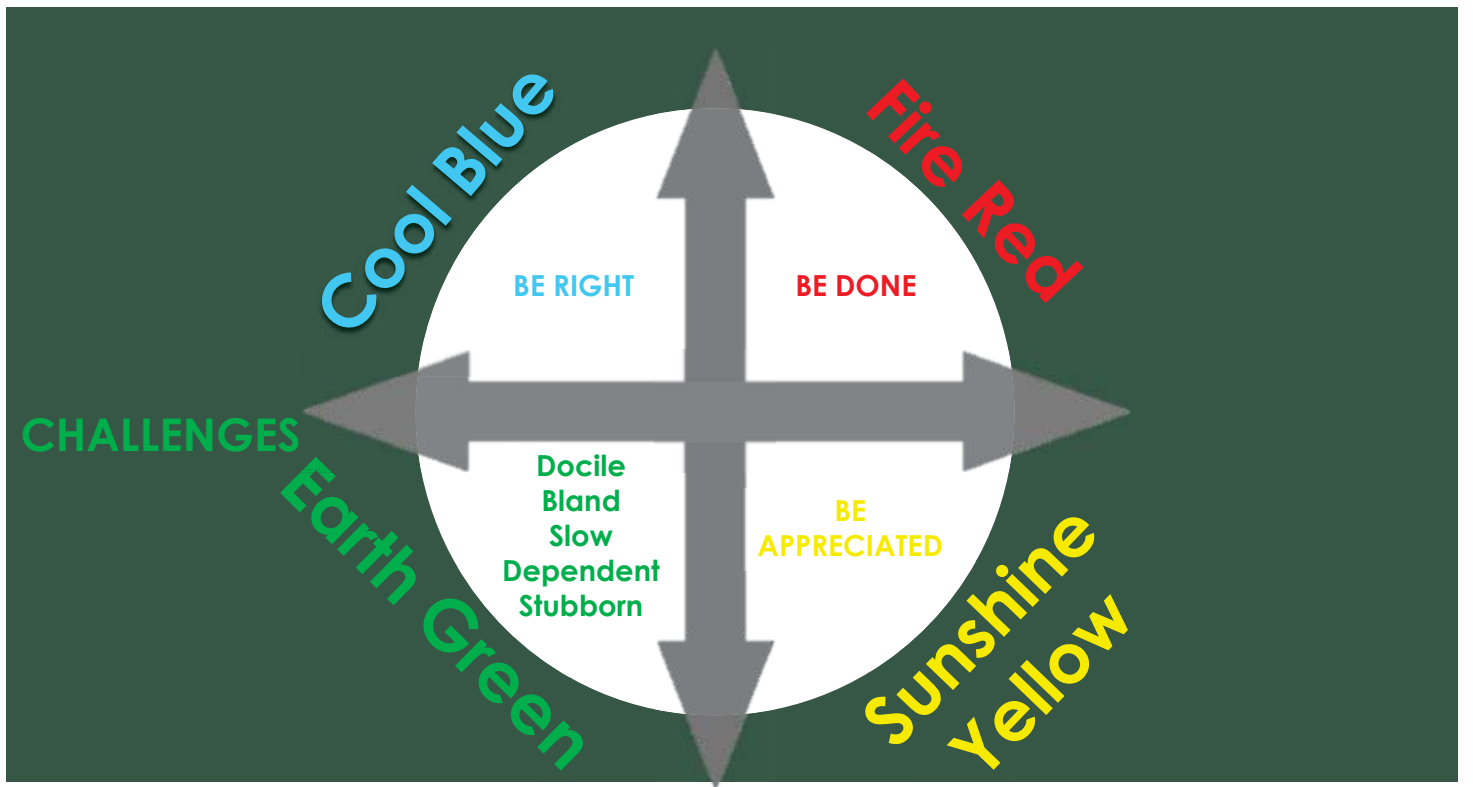 Cool Blue
Fire Red
BE RIGHT
BE DONE
CHALLENGES
Earth Green
Docile
Bland
Slow
Dependent
Stubborn
BE
APPRECIATED
Sunshine
Yellow